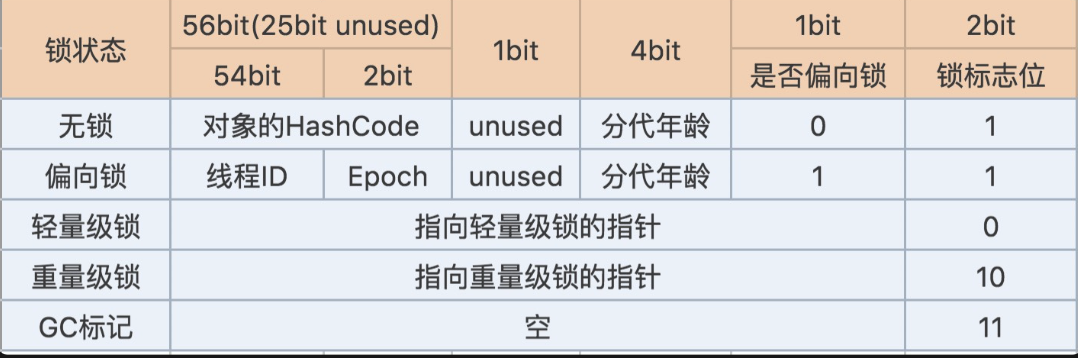 锁状态 56bit(25bit unused) 1bit 4bit 1bit 2bit
54bit 2bit 是否偏向锁 锁标志位
无锁 对象的HashCode unused 分代年龄 0 1
偏向锁 线程ID Epoch unused 分代年龄 1 1
轻量级锁 指向轻量级锁的指针 0
重量级锁 指向重量级锁的指针 10
GC标记 空 11